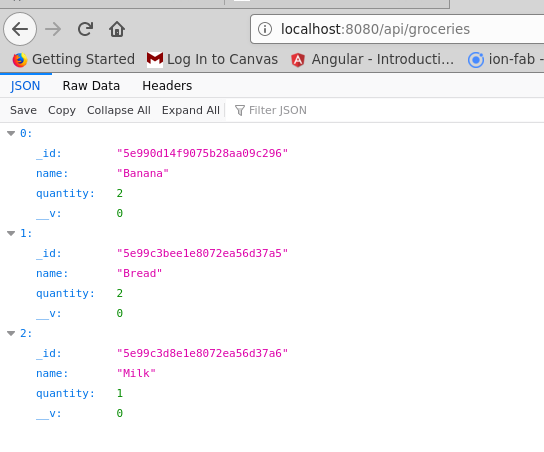 localhost:8080/api/groceries
Getting Started Log In to Canvas Angular - Introducti... ion-fab -
JSON Raw Data Headers
Save Copy Collapse All Expand All Filter JSON
0:
_id: "5e990d14f9075b28aa09c296"
name: "Banana"
quantity: 2
__v: 0
1:
_id: "5e99c3bee1e8072ea56d37a5"
name: "Bread"
quantity: 2
__v: 0
2:
_id: "5e99c3d8e1e8072ea56d37a6"
name: "Milk"
quantity: 1
__v: 0